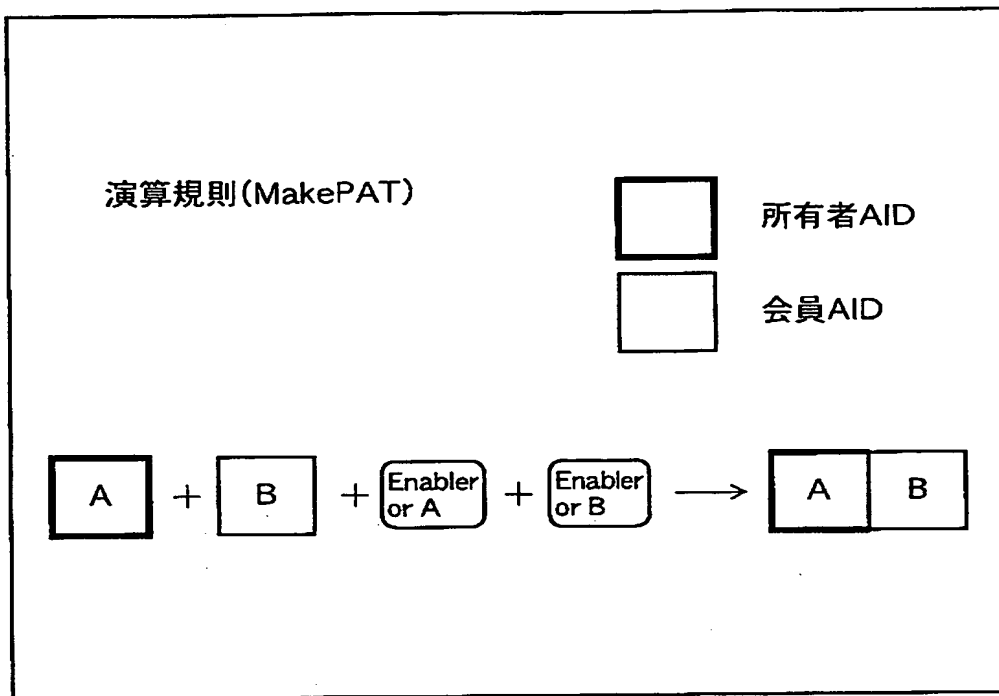 演算規則(MakePAT)
所有者AID
会員AID
A + B + Enabler or A + Enabler or B → A B